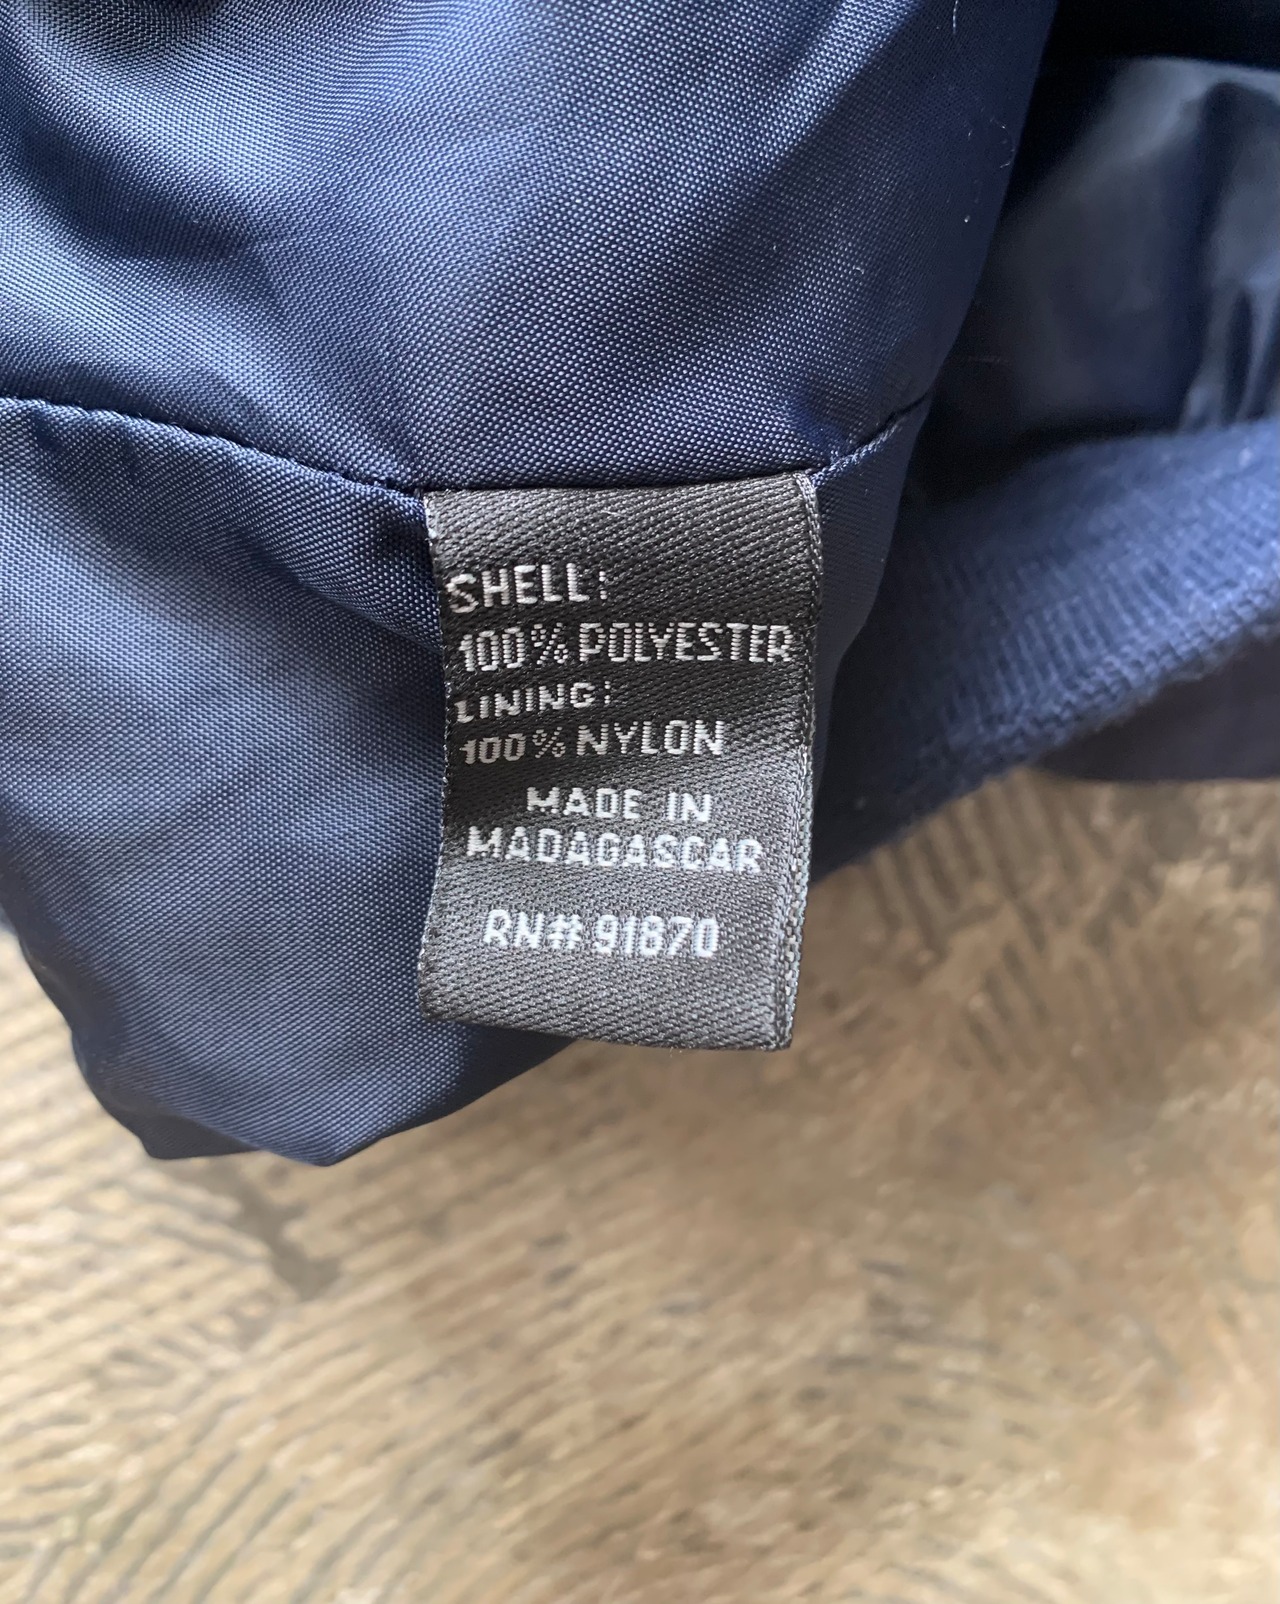 SHELL:
100% POLYESTER
LINING:
100% NYLON
MADE IN
MADAGASCAR
RN# 91870